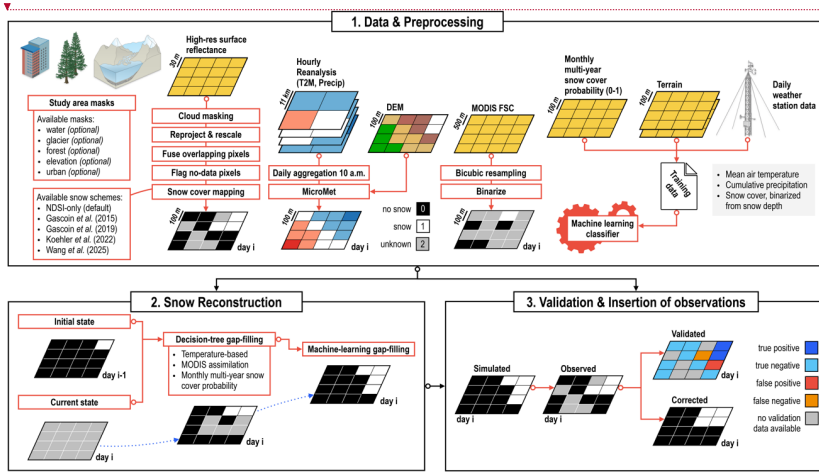 1. Data & Preprocessing
High-res surface
reflectance
30 m
Study area masks
Available masks:
• water (optional)
• glacier (optional)
• forest (optional)
• elevation (optional)
• urban (optional)
Available snow schemes:
• NDSI-only (default)
• Gascoin et al. (2015)
• Gascoin et al. (2019)
• Koehler et al. (2022)
• Wang et al. (2025)
Cloud masking
Reproject & rescale
Fuse overlapping pixels
Flag no-data pixels
Snow cover mapping
100 m
day i
Hourly
Reanalysis
(T2M, Precip)
11 km
DEM
100 m
Daily aggregation 10 a.m.
MicroMet
100 m
day i
no snow 0
snow 1
unknown 2
MODIS FSC
500 m
Bicubic resampling
Binarize
100 m
day i
Monthly
multi-year
snow cover
probability (0-1)
100 m
Terrain
100 m
Daily
weather
station data
Training
data
Machine learning
classifier
• Mean air temperature
• Cumulative precipitation
• Snow cover, binarized
from snow depth
2. Snow Reconstruction
Initial state
day i-1
Current state
day i
Decision-tree gap-filling
• Temperature-based
• MODIS assimilation
• Monthly multi-year snow
cover probability
day i
Machine-learning gap-filling
day i
3. Validation & Insertion of observations
Simulated
day i
Observed
day i
Validated
day i
Corrected
day i
true positive
true negative
false positive
false negative
no validation
data available